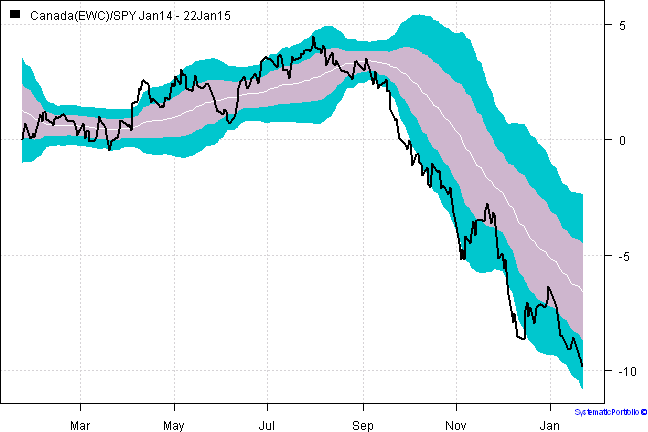 Canada(EWC)/SPY Jan14 - 22Jan15
5
0
-5
-10
Mar
May
Jul
Sep
Nov
Jan
SystematicPortfolio ©